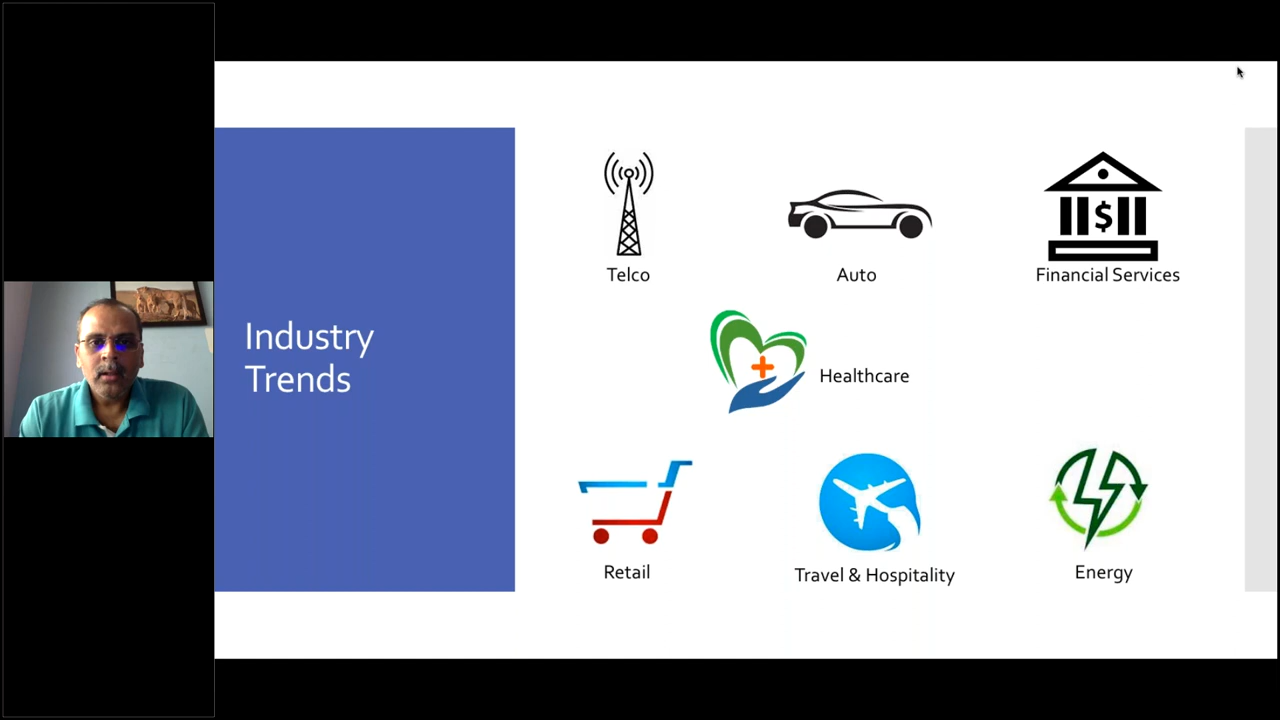 Industry
Trends
Telco
Auto
Financial Services
Healthcare
Retail
Travel & Hospitality
Energy